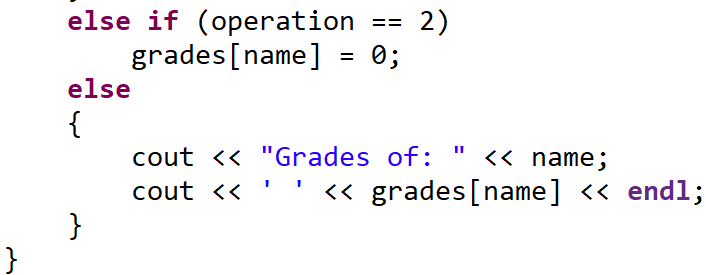 else if (operation == 2)
grades[name] = 0;
else
{
cout << "Grades of: " << name;
cout << ' ' << grades[name] << endl;
}
}